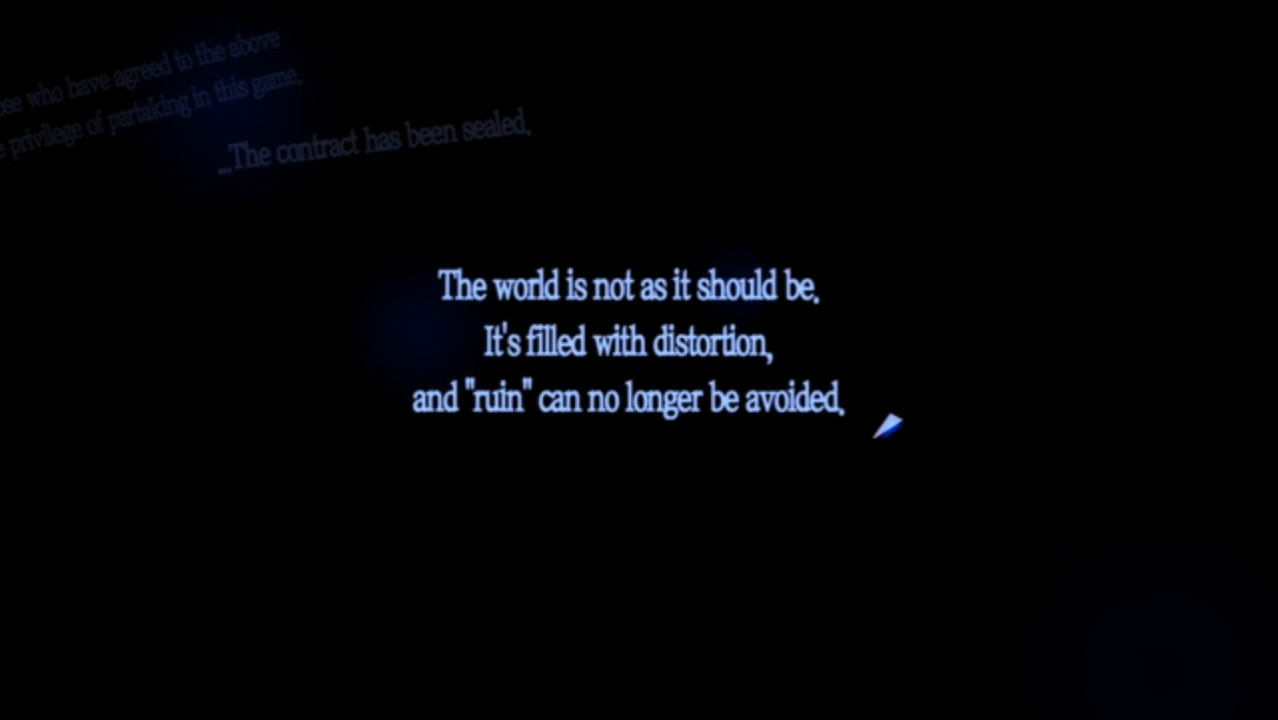 who have agreed to the above
privilege of partaking in this game.
...The contract has been sealed.
The world is not as it should be.
It's filled with distortion,
and "ruin" can no longer be avoided.